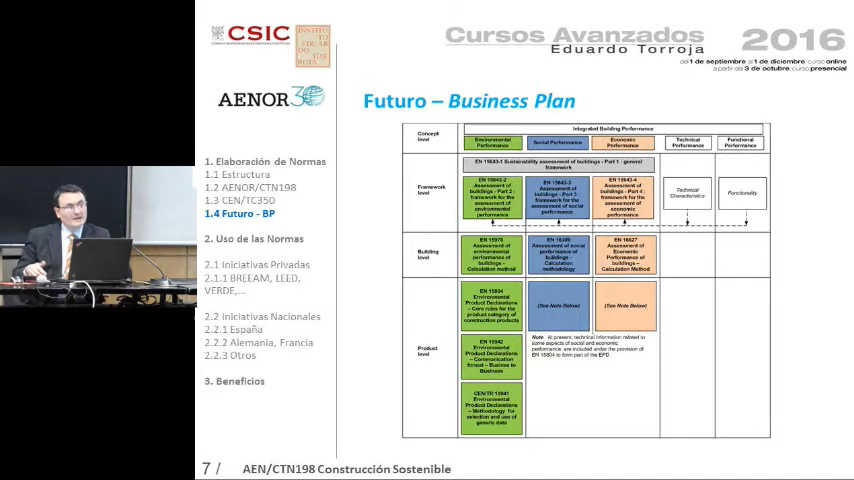 CSIC
INSTITU
TO EDUAR
DO TOR
ROJA
Cursos Avanzados
Eduardo Torroja
2016
del 1 de septiembre al 1 de diciembre, curso online
a partir del 3 de octubre, curso presencial
AENOR 30
Futuro – Business Plan
1. Elaboración de Normas
1.1 Estructura
1.2 AENOR/CTN198
1.3 CEN/TC350
1.4 Futuro - BP
2. Uso de las Normas
2.1 Iniciativas Privadas
2.1.1 BREEAM, LEED,
VERDE,...
2.2 Iniciativas Nacionales
2.2.1 España
2.2.2 Alemania, Francia
2.2.3 Otros
3. Beneficios
Concept
level
Integrated Building Performance
Environmental
Performance
Social Performance
Economic
Performance
Technical
Performance
Functional
Performance
Framework
level
EN 15643-1 Sustainability assessment of buildings - Part 1 : general
framework
EN 15643-2
Assessment of
buildings - Part 2 :
framework for the
assessment of
environmental
performance
EN 15643-3
Assessment of
buildings - Part 3 :
framework for the
assessment of social
performance
EN 15643-4
Assessment of
buildings - Part 4 :
framework for the
assessment of
economic
performance
Technical
Characteristics
Functionality
Building
level
EN 15978
Assessment of
environmental
performance of
buildings -
Calculation method
EN 16309
Assessment of social
performance of
buildings -
Calculation
methodology
EN 16627
Assessment of
Economic
Performance
of buildings –
Calculation Method
Product
level
EN 15804
Environmental
Product Declarations
– Core rules for the
product category of
construction products
(See Note Below)
(See Note Below)
EN 15942
Environmental
Product Declarations
– Communication
format – Busines to
Business
Note At present, technical information related to
some aspects of social and economic
performance are included under the provision of
EN 15804 to form part of the EPD.
CEN/TR 15941
Environmental
Product Declarations
– Methodology for
selection and use of
generic data
7 /
AEN/CTN198 Construcción Sostenible